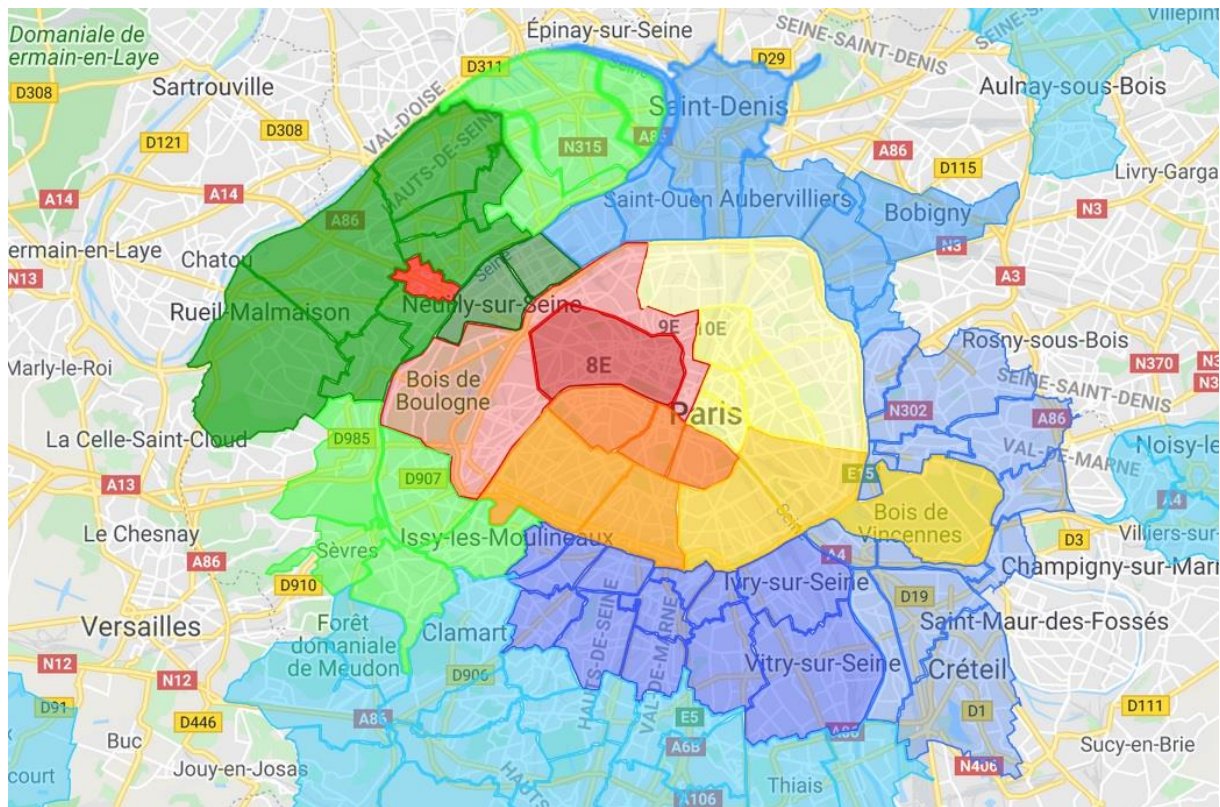 Domaniale de
ermain-en-Laye
Épinay-sur-Seine
SEINE-SAINT-DENIS
Villepint
D308
Sartrouville
D311
D29
Aulnay-sous-Bois
VAL-D'OISE
Saint-Denis
D121
D308
HAUTS-DE-SEINE
N315
A86
D115
Livry-Garga
A14
A14
A86
Saint-Ouen
Aubervilliers
Bobigny
N3
ermain-en-Laye
Chatou
Seine
N3
A3
N13
Rueil-Malmaison
Neuilly-sur-Seine
9E
10E
Rosny-sous-Bois
Marly-le-Roi
8E
Bois de
Boulogne
N370
SEINE-SAINT-DENIS
Paris
N302
A86
La Celle-Saint-Cloud
D985
VAL-DE-MARNE
Noisy-le
A13
D907
E15
A4
Le Chesnay
Issy-les-Moulineaux
Bois de
Vincennes
Villiers-sur-
Sèvres
A86
A4
D3
D910
Ivry-sur-Seine
Champigny-sur-Marn
D19
Versailles
Forêt
domaniale
de Meudon
Clamart
HAUTS-DE-SEINE
VAL-DE-MARNE
Saint-Maur-des-Fossés
N12
N12
D906
Vitry-sur-Seine
Créteil
D91
D446
A86
E5
A86
D1
D111
Buc
A6B
Sucy-en-Brie
court
Jouy-en-Josas
Thiais
N406
A106